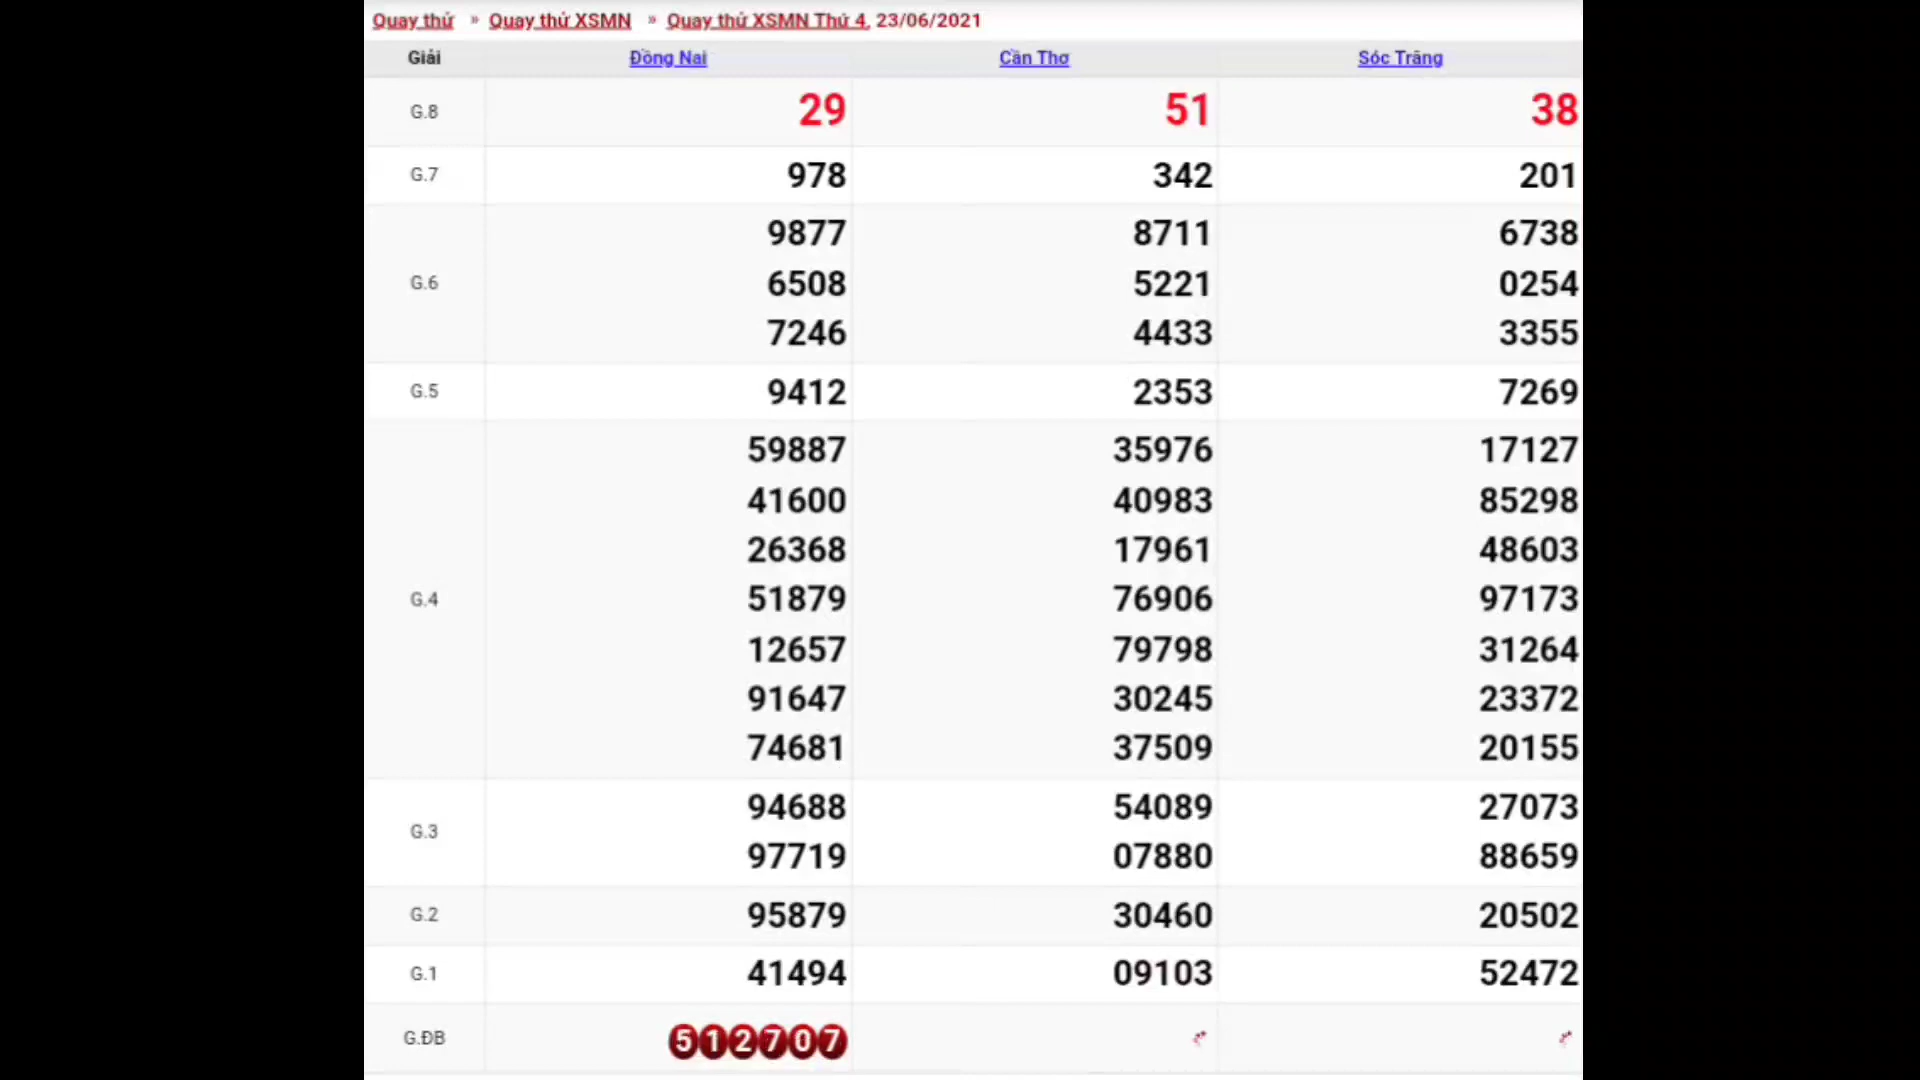 Quay thử » Quay thử XSMN » Quay thử XSMN Thứ 4, 23/06/2021
Giải Đồng Nai Cần Thơ Sóc Trăng
G.8 29 51 38
G.7 978 342 201
9877 8711 6738
G.6 6508 5221 0254
7246 4433 3355
G.5 9412 2353 7269
59887 35976 17127
41600 40983 85298
26368 17961 48603
G.4 51879 76906 97173
12657 79798 31264
91647 30245 23372
74681 37509 20155
G.3
94688 54089 27073
97719 07880 88659
G.2 95879 30460 20502
G.1 41494 09103 52472
G.ĐB 512707